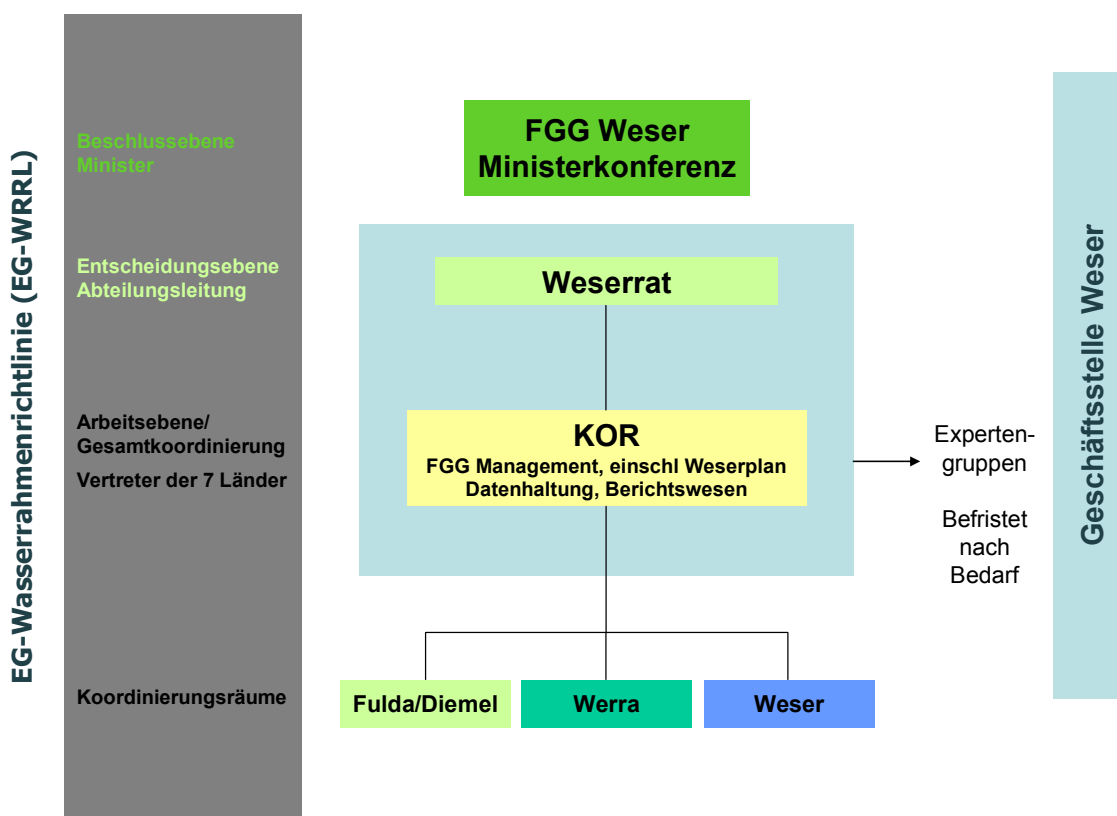 EG-Wasserrahmenrichtlinie (EG-WRRL)
Beschlussebene
Minister
FGG Weser
Ministerkonferenz
Entscheidungsebene
Abteilungsleitung
Weserrat
Arbeitsebene/
Gesamtkoordinierung
Vertreter der 7 Länder
KOR
FGG Management, einschl Weserplan
Datenhaltung, Berichtswesen
Experten-
gruppen
Befristet
nach
Bedarf
Koordinierungsräume
Fulda/Diemel
Werra
Weser
Geschäftsstelle Weser